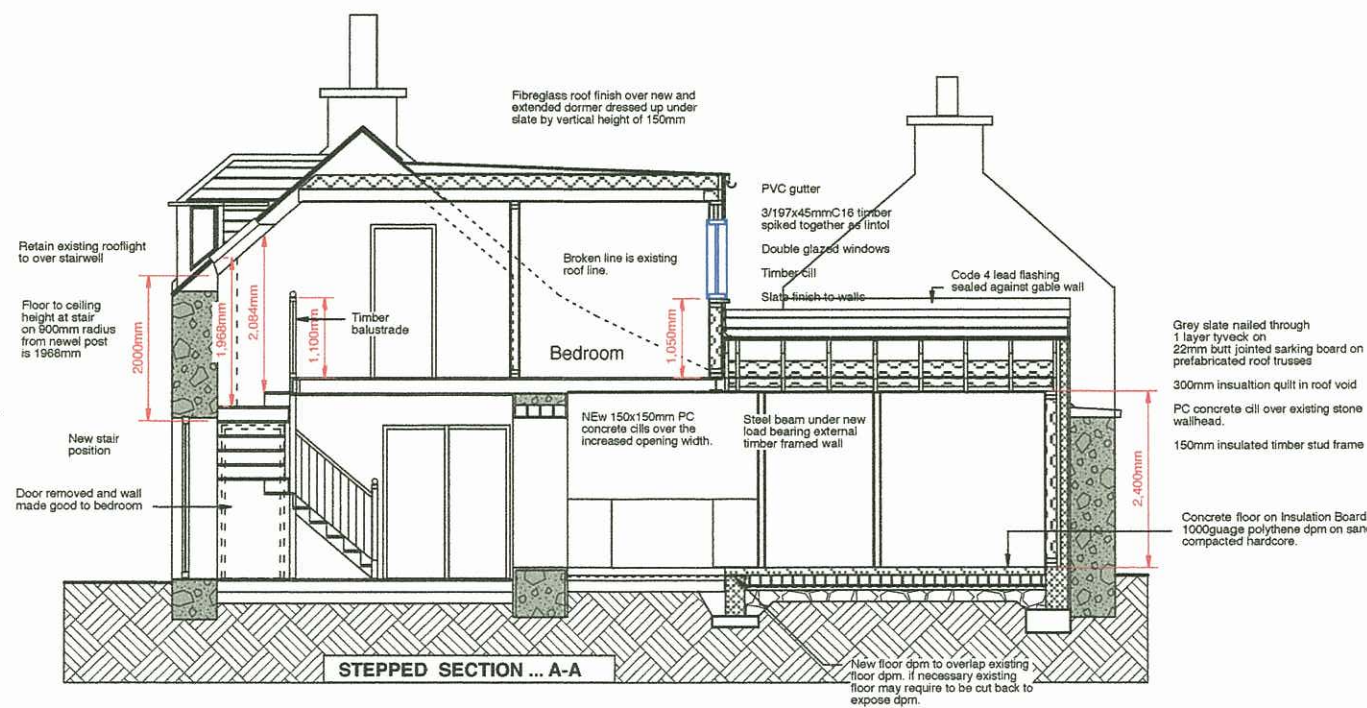 Fibreglass roof finish over new and
extended dormer dressed up under
slate by vertical height of 150mm
PVC gutter
3/197x45mmC16 timber
spiked together as lintol
Double glazed windows
Timber cill
Slate finish to walls
Retain existing rooflight
to over stairwell
Floor to ceiling
height at stair
on 900mm radius
from newel post
is 1968mm
2000mm
1,968mm
2,084mm
1,100mm
Timber
balustrade
Broken line is existing
roof line.
Bedroom
1,050mm
Code 4 lead flashing
sealed against gable wall
Grey slate nailed through
1 layer tyveck on
22mm butt jointed sarking board on
prefabricated roof trusses
300mm insualtion quilt in roof void
PC concrete cill over existing stone
wallhead.
150mm insulated timber stud frame
New stair
position
Door removed and wall
made good to bedroom
NEw 150x150mm PC
concrete cills over the
increased opening width.
Steel beam under new
load bearing external
timber framed wall
2,400mm
Concrete floor on Insulation Board
1000guage polythene dpm on
compacted hardcore.
STEPPED SECTION ... A-A
New floor dpm to overlap existing
floor dpm. if necessary existing
floor may require to be cut back to
expose dpm.